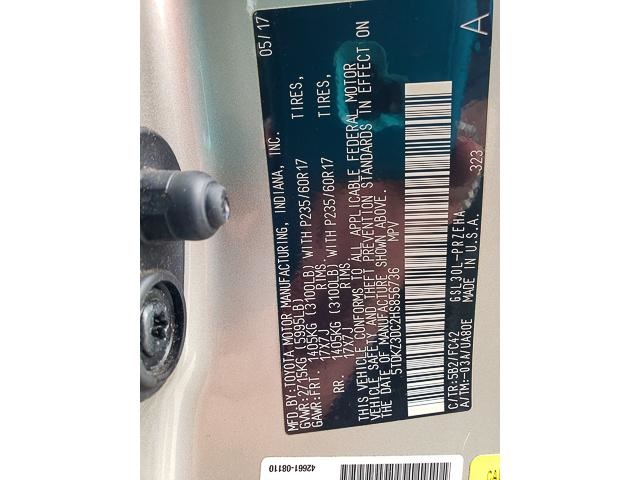 MFD.BY:TOYOTA MOTOR MANUFACTURING, INDIANA, INC. 05/17
GVWR:2715KG (5995LB)
GAWR:FRT. 1405KG (3100LB) WITH P235/60R17 TIRES,
17X7J RIMS.
RR. 1405KG (3100LB) WITH P235/60R17 TIRES,
17X7J RIMS.
THIS VEHICLE CONFORMS TO ALL APPLICABLE FEDERAL MOTOR
VEHICLE SAFETY AND THEFT PREVENTION STANDARDS IN EFFECT ON
THE DATE OF MANUFACTURE SHOWN ABOVE.
5TDKZ3DC2HS856736 MPV
323
C/TR:5B2/FC42 GSL30L-PRZEHA A
A/TM:-03A/UA80E MADE IN U.S.A.
42661-08110